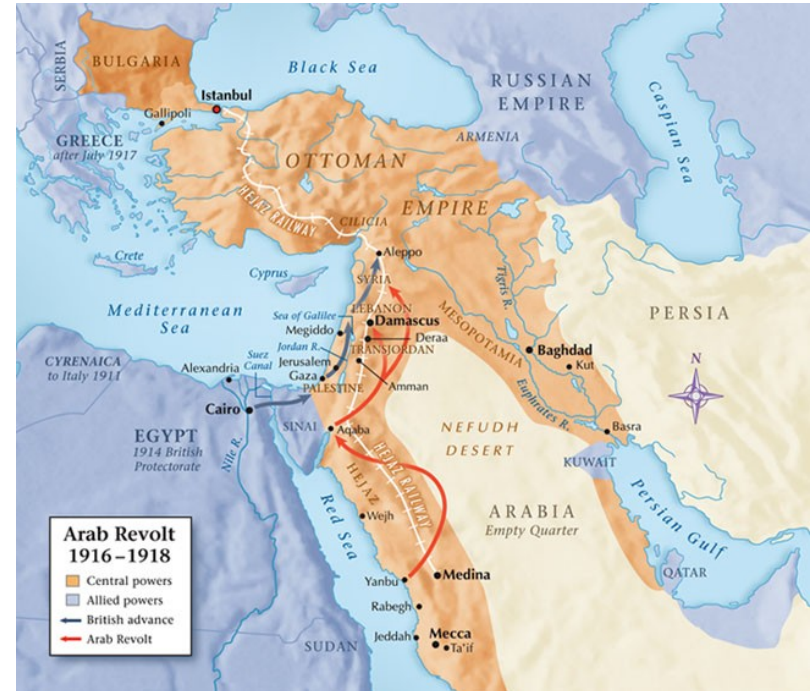 SERBIA
BULGARIA
Black Sea
RUSSIAN
EMPIRE
Caspian Sea
Istanbul
Gallipoli
GREECE
after July 1917
ARMENIA
OTTOMAN
EMPIRE
HEJAZ RAILWAY
CILICIA
Aleppo
Crete
Cyprus
SYRIA
Tigris R.
Mediterranean
Sea
Sea of Galilee
LEBANON
Megiddo
Damascus
MESOPOTAMIA
PERSIA
Jordan R.
Deraa
TRANSJORDAN
Baghdad
N
CYRENAICA
to Italy 1911
Alexandria
Suez
Canal
Jerusalem
Gaza
PALESTINE
Amman
Kut
Euphrates R.
Cairo
SINAI
Aqaba
NEFUDH
DESERT
Basra
EGYPT
1914 British
Protectorate
Nile R.
KUWAIT
HEJAZ
HEJAZ RAILWAY
Red Sea
Wejh
ARABIA
Empty Quarter
Persian Gulf
Arab Revolt
1916–1918
Central powers
Allied powers
British advance
Arab Revolt
Yanbu
Medina
QATAR
Rabegh
Jeddah
Mecca
Ta'if
SUDAN